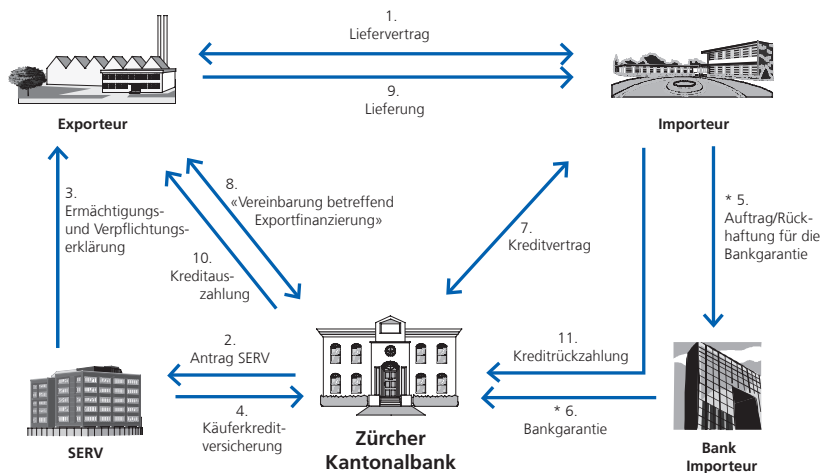 1.
Liefervertrag
9.
Lieferung
Exporteur
Importeur
3.
Ermächtigungs-
und Verpflichtungs-
erklärung
8.
«Vereinbarung betreffend
Exportfinanzierung»
10.
Kreditaus-
zahlung
7.
Kreditvertrag
* 5.
Auftrag/Rück-
haftung für die
Bankgarantie
2.
Antrag SERV
11.
Kreditrückzahlung
4.
Käuferkredit-
versicherung
* 6.
Bankgarantie
SERV
Zürcher
Kantonalbank
Bank
Importeur